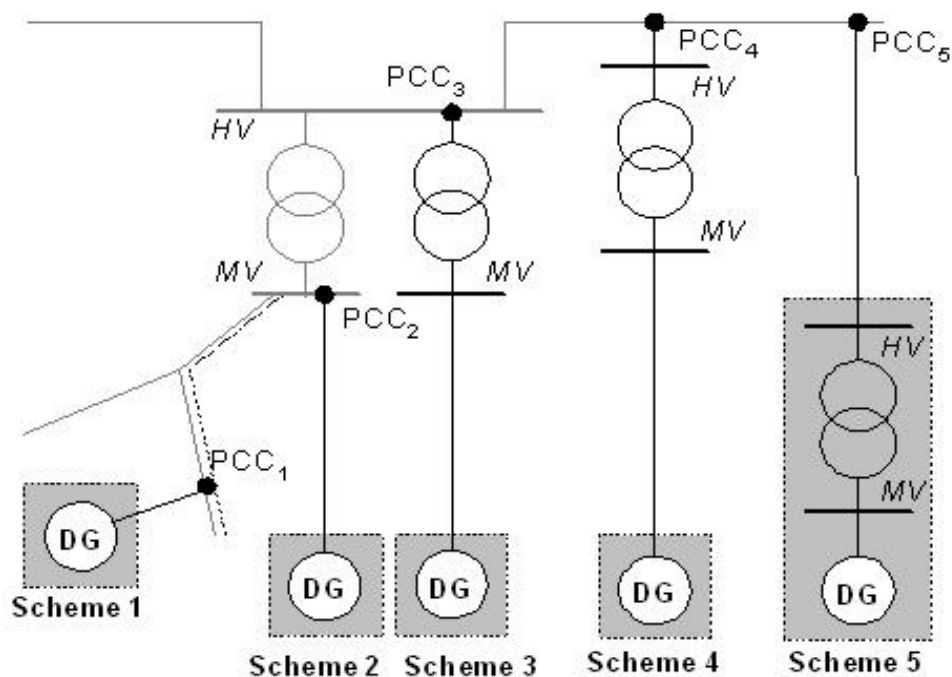 PCC4
PCC5
PCC3
HV
HV
MV
MV
MV
PCC2
HV
PCC1
MV
DG
DG
DG
DG
DG
Scheme 1
Scheme 2
Scheme 3
Scheme 4
Scheme 5